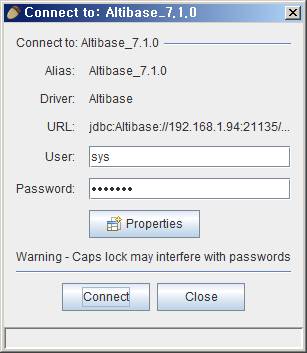 Connect to: Altibase_7.1.0
Connect to: Altibase_7.1.0
Alias: Altibase_7.1.0
Driver: Altibase
URL: jdbc:Altibase://192.168.1.94:21135/...
User: sys
Password: •••••••
Properties
Warning - Caps lock may interfere with passwords
Connect Close